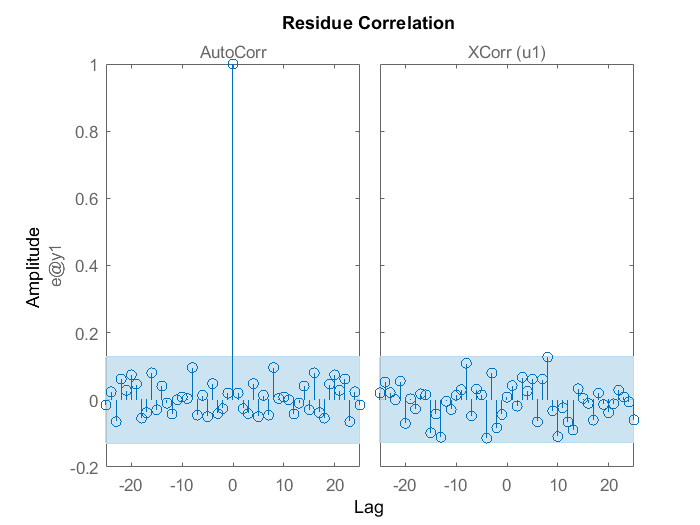 Residue Correlation
AutoCorr
XCorr (u1)
1
0.8
0.6
0.4
0.2
0
-0.2
Amplitude
e@y1
-20 -10 0 10 20
-20 -10 0 10 20
Lag